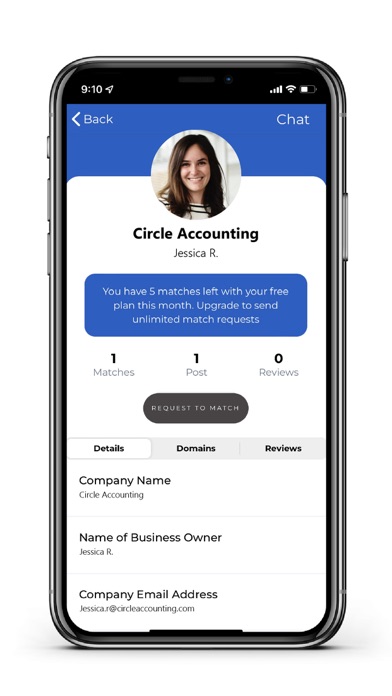 9:10
Back
Chat
Circle Accounting
Jessica R.
You have 5 matches left with your free
plan this month. Upgrade to send
unlimited match requests
1
1
0
Matches
Post
Reviews
REQUEST TO MATCH
Details
Domains
Reviews
Company Name
Circle Accounting
Name of Business Owner
Jessica R.
Company Email Address
Jessica.r@circleaccounting.com